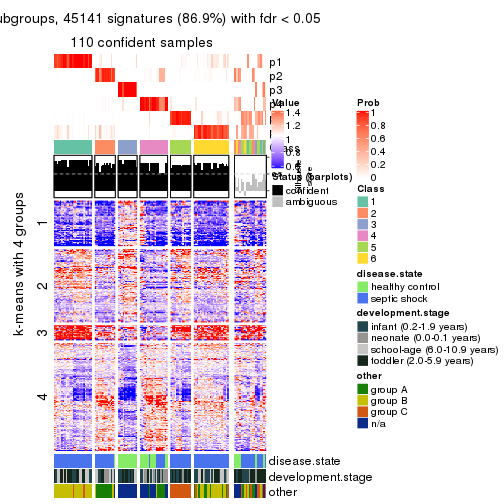 ubgroups, 45141 signatures (86.9%) with fdr < 0.05
110 confident samples
p1
p2
p3
Value
1.4
1.2
1
0.8
0.6
Status (barplots)
confident
ambiguous
Prob
1
0.8
0.6
0.4
0.2
0
Class
1
2
3
4
5
6
disease.state
healthy control
septic shock
development.stage
infant (0.2-1.9 years)
neonate (0.0-0.1 years)
school-age (6.0-10.9 years)
toddler (2.0-5.9 years)
other
group A
group B
group C
n/a
k-means with 4 groups
1
2
3
4
disease.state
development.stage
other